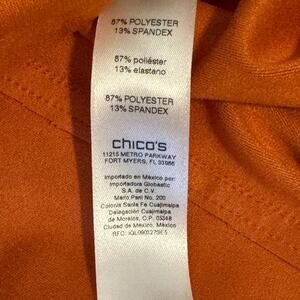 87% POLYESTER
13% SPANDEX
87% poliéster
13% elastano
87% POLYESTER
13% SPANDEX
chico's
11215 METRO PARKWAY
FORT MYERS, FL 33966
Importado en México por:
Importadora Globastic
S.A. de C.V.
Mario Pani No. 200
Colonia Santa Fe Cuajimalpa
Delegación Cuajimalpa
de Morelos, C.P. 05348
Ciudad de México, México
RFC: